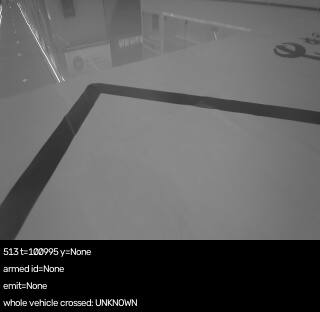 513 t=100995 y=None
armed id=None
emit=None
whole vehicle crossed: UNKNOWN